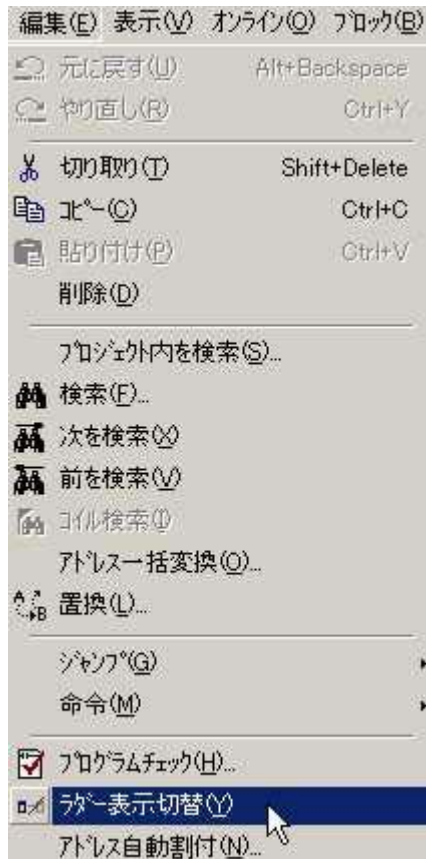 編集(E) 表示(V) ｵﾝﾗｲﾝ(O) ﾌﾞﾛｯｸ(B)
元に戻す(U) Alt+Backspace
やり直し(R) Ctrl+Y
切り取り(T) Shift+Delete
ｺﾋﾟｰ(C) Ctrl+C
貼り付け(P) Ctrl+V
削除(D)
ﾌﾟﾛｼﾞｪｸﾄ内を検索(S)...
検索(F)...
次を検索(X)
前を検索(V)
ｺｲﾙ検索(I)
ｱﾄﾞﾚｽ一括変換(O)...
置換(L)...
ｼﾞｬﾝﾌﾟ(G)
命令(M)
ﾌﾟﾛｸﾞﾗﾑﾁｪｯｸ(H)...
ﾗﾀﾞｰ表示切替(Y)
ｱﾄﾞﾚｽ自動割付(N)...